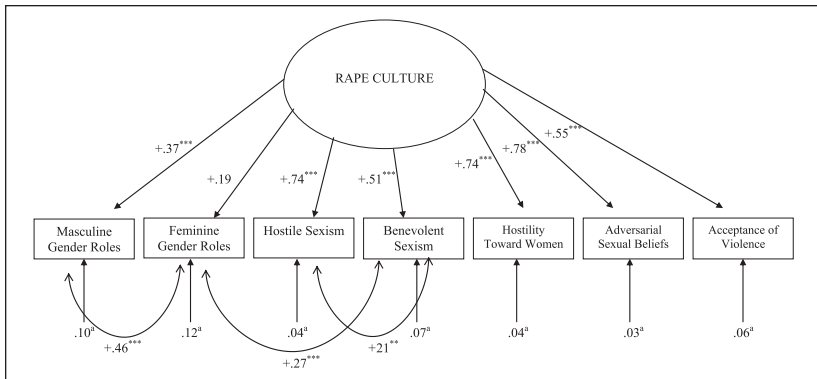 RAPE CULTURE
+.37***
+.19
+.74***
+.51***
+.74***
+.78***
+.55***
Masculine
Gender Roles
Feminine
Gender Roles
Hostile Sexism
Benevolent
Sexism
Hostility
Toward Women
Adversarial
Sexual Beliefs
Acceptance of
Violence
.10a
.12a
.04a
.07a
.04a
.03a
.06a
+.46***
+.27***
+21**